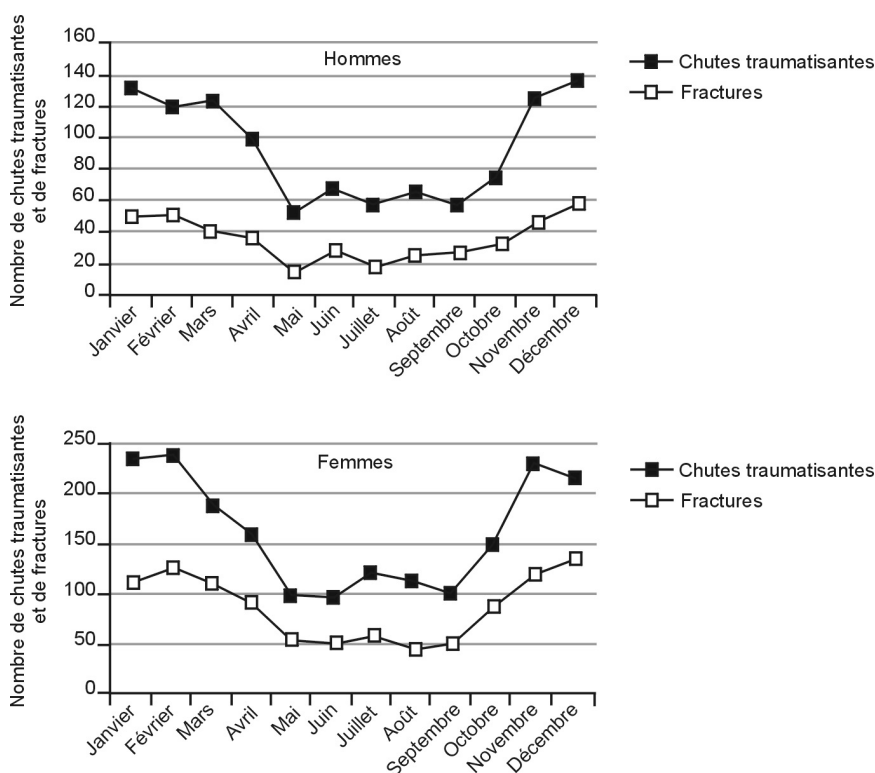 Nombre de chutes traumatisantes
et de fractures
160
140
120
100
80
60
40
20
0
Hommes
Chutes traumatisantes
Fractures
Janvier
Février
Mars
Avril
Mai
Juin
Juillet
Août
Septembre
Octobre
Novembre
Décembre
Nombre de chutes traumatisantes
et de fractures
250
200
150
100
50
0
Femmes
Chutes traumatisantes
Fractures
Janvier
Février
Mars
Avril
Mai
Juin
Juillet
Août
Septembre
Octobre
Novembre
Décembre